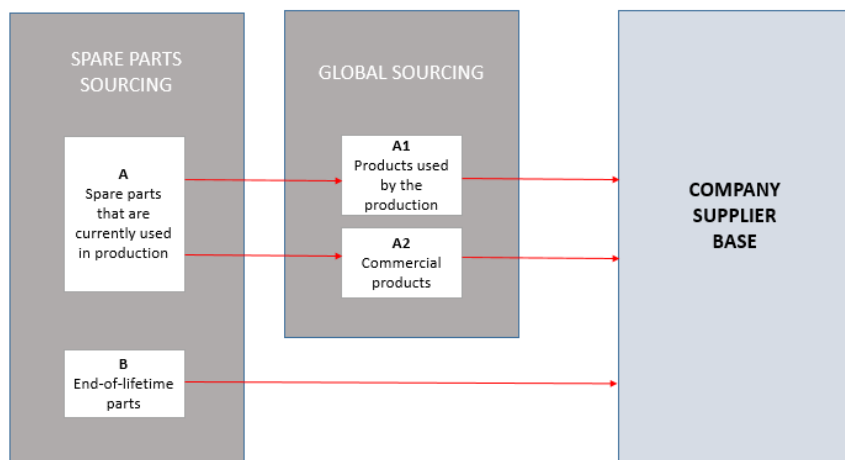 SPARE PARTS
SOURCING
A
Spare parts
that are
currently used
in production
B
End-of-lifetime
parts
GLOBAL SOURCING
A1
Products used
by the
production
A2
Commercial
products
COMPANY
SUPPLIER
BASE